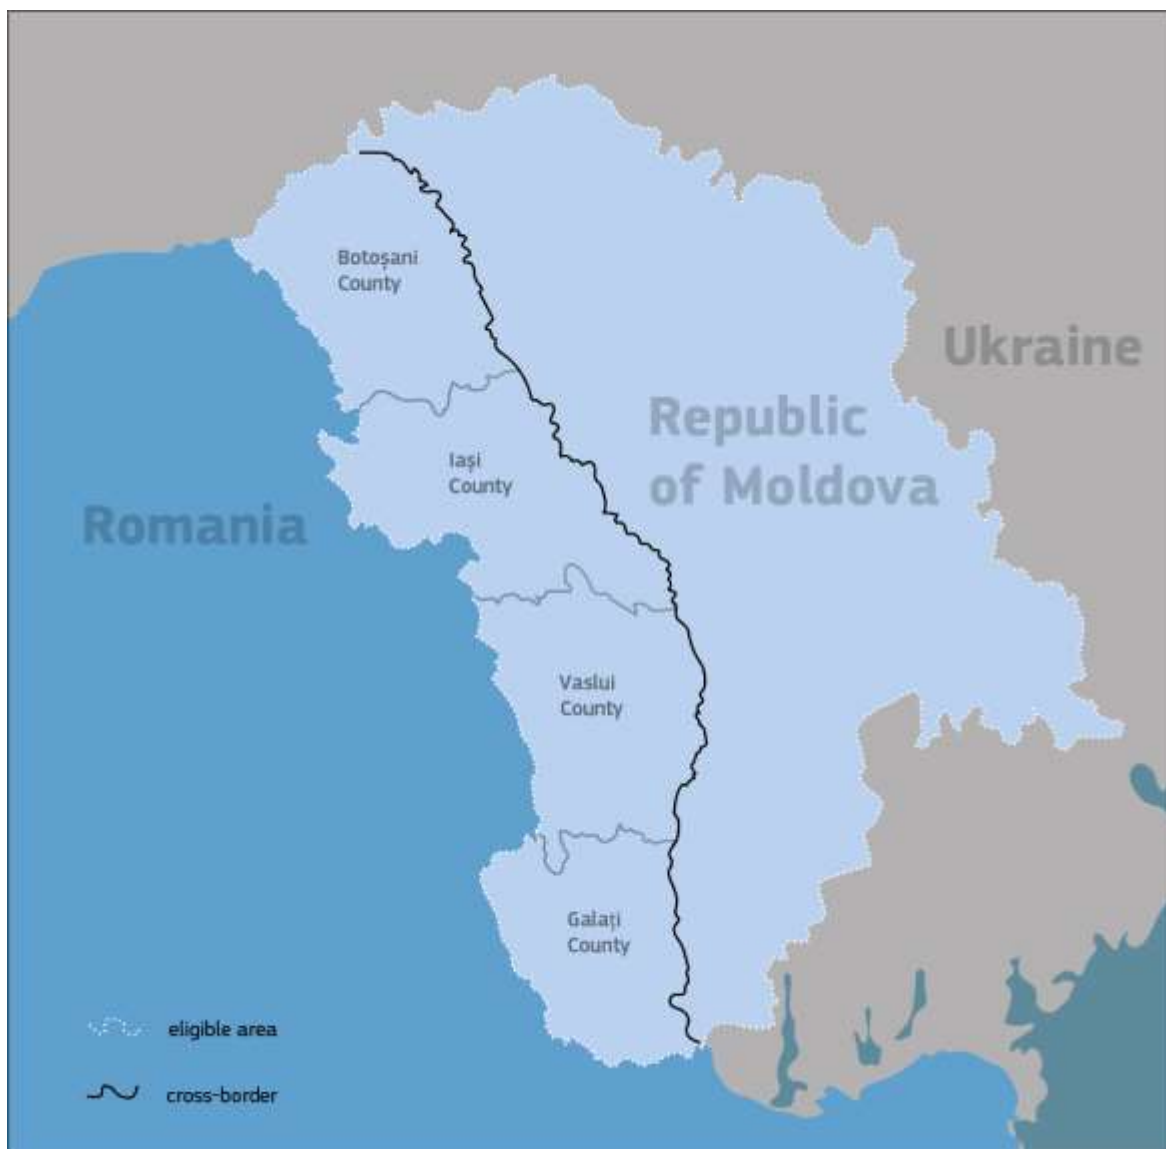 Botoșani
County
Ukraine
Republic
of Moldova
Iași
County
Romania
Vaslui
County
Galați
County
eligible area
cross-border